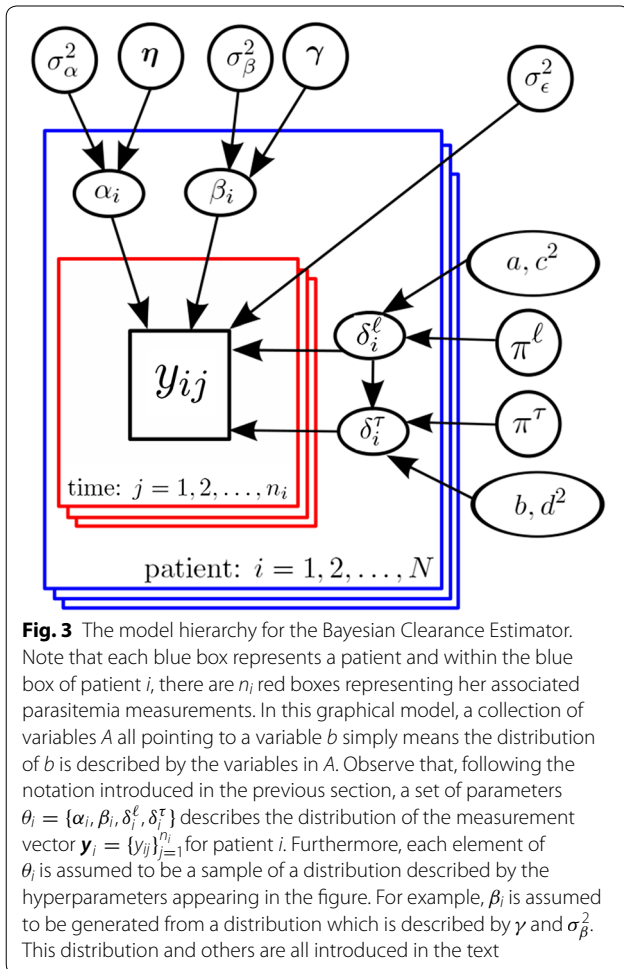 σ²_α η σ²_β γ σ²_ϵ
α_i β_i
a, c²
δ^ℓ_i
π^ℓ
y_ij
δ^τ_i
π^τ
time: j = 1, 2, . . . , n_i
b, d²
patient: i = 1, 2, . . . , N
Fig. 3 The model hierarchy for the Bayesian Clearance Estimator.
Note that each blue box represents a patient and within the blue
box of patient i, there are n_i red boxes representing her associated
parasitemia measurements. In this graphical model, a collection of
variables A all pointing to a variable b simply means the distribution
of b is described by the variables in A. Observe that, following the
notation introduced in the previous section, a set of parameters
θ_i = {α_i, β_i, δ^ℓ_i, δ^τ_i} describes the distribution of the measurement
vector y_i = {y_ij}^{n_i}_{j=1} for patient i. Furthermore, each element of
θ_i is assumed to be a sample of a distribution described by the
hyperparameters appearing in the figure. For example, β_i is assumed
to be generated from a distribution which is described by γ and σ²_β.
This distribution and others are all introduced in the text